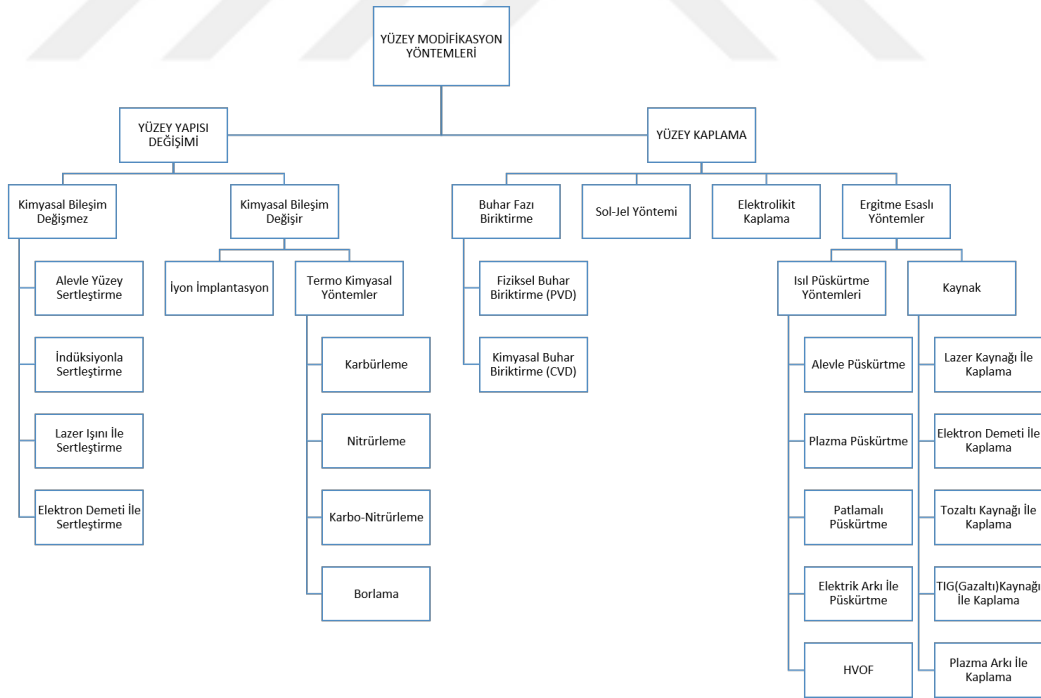 YÜZEY MODİFİKASYON
YÖNTEMLERİ
YÜZEY YAPISI
DEĞİŞİMİ
YÜZEY KAPLAMA
Kimyasal Bileşim
Değişmez
Kimyasal Bileşim
Değişir
Buhar Fazı
Biriktirme
Sol-Jel Yöntemi
Elektrolikit
Kaplama
Ergitme Esaslı
Yöntemler
Alevle Yüzey
Sertleştirme
İyon İmplantasyon
Termo Kimyasal
Yöntemler
Fiziksel Buhar
Biriktirme (PVD)
Isıl Püskürtme
Yöntemleri
Kaynak
İndüksiyonla
Sertleştirme
Karbürleme
Kimyasal Buhar
Biriktirme (CVD)
Alevle Püskürtme
Lazer Kaynağı İle
Kaplama
Lazer Işını İle
Sertleştirme
Nitrürleme
Plazma Püskürtme
Elektron Demeti İle
Kaplama
Elektron Demeti İle
Sertleştirme
Karbo-Nitrürleme
Patlamalı
Püskürtme
Tozaltı Kaynağı İle
Kaplama
Borlama
Elektrik Arkı İle
Püskürtme
TIG(Gazaltı)Kaynağı
İle Kaplama
HVOF
Plazma Arkı İle
Kaplama